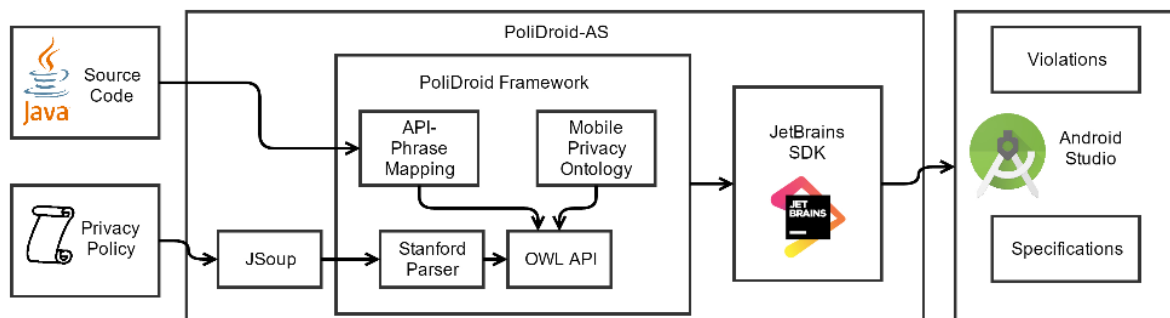 PoliDroid-AS
Source
Code
Java
PoliDroid Framework
API-
Phrase
Mapping
Mobile
Privacy
Ontology
Privacy
Policy
JSoup
Stanford
Parser
OWL API
JetBrains
SDK
JET
BRAINS
Violations
Android
Studio
Specifications